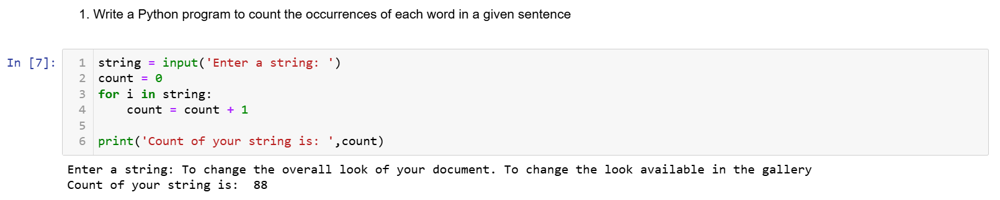 1. Write a Python program to count the occurrences of each word in a given sentence
In [7]:
1 string = input('Enter a string: ')
2 count = 0
3 for i in string:
4     count = count + 1
5
6 print('Count of your string is: ',count)
Enter a string: To change the overall look of your document. To change the look available in the gallery
Count of your string is:  88